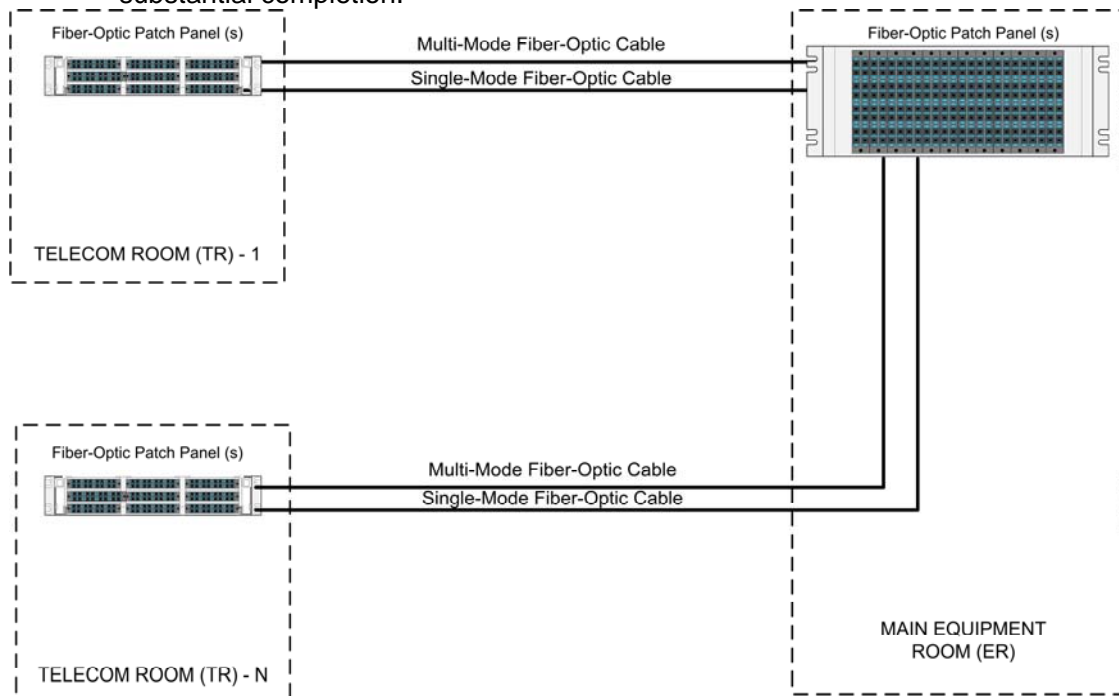 substantial completion.
Fiber-Optic Patch Panel (s)
Multi-Mode Fiber-Optic Cable
Single-Mode Fiber-Optic Cable
Fiber-Optic Patch Panel (s)
TELECOM ROOM (TR) - 1
Fiber-Optic Patch Panel (s)
Multi-Mode Fiber-Optic Cable
Single-Mode Fiber-Optic Cable
TELECOM ROOM (TR) - N
MAIN EQUIPMENT
ROOM (ER)